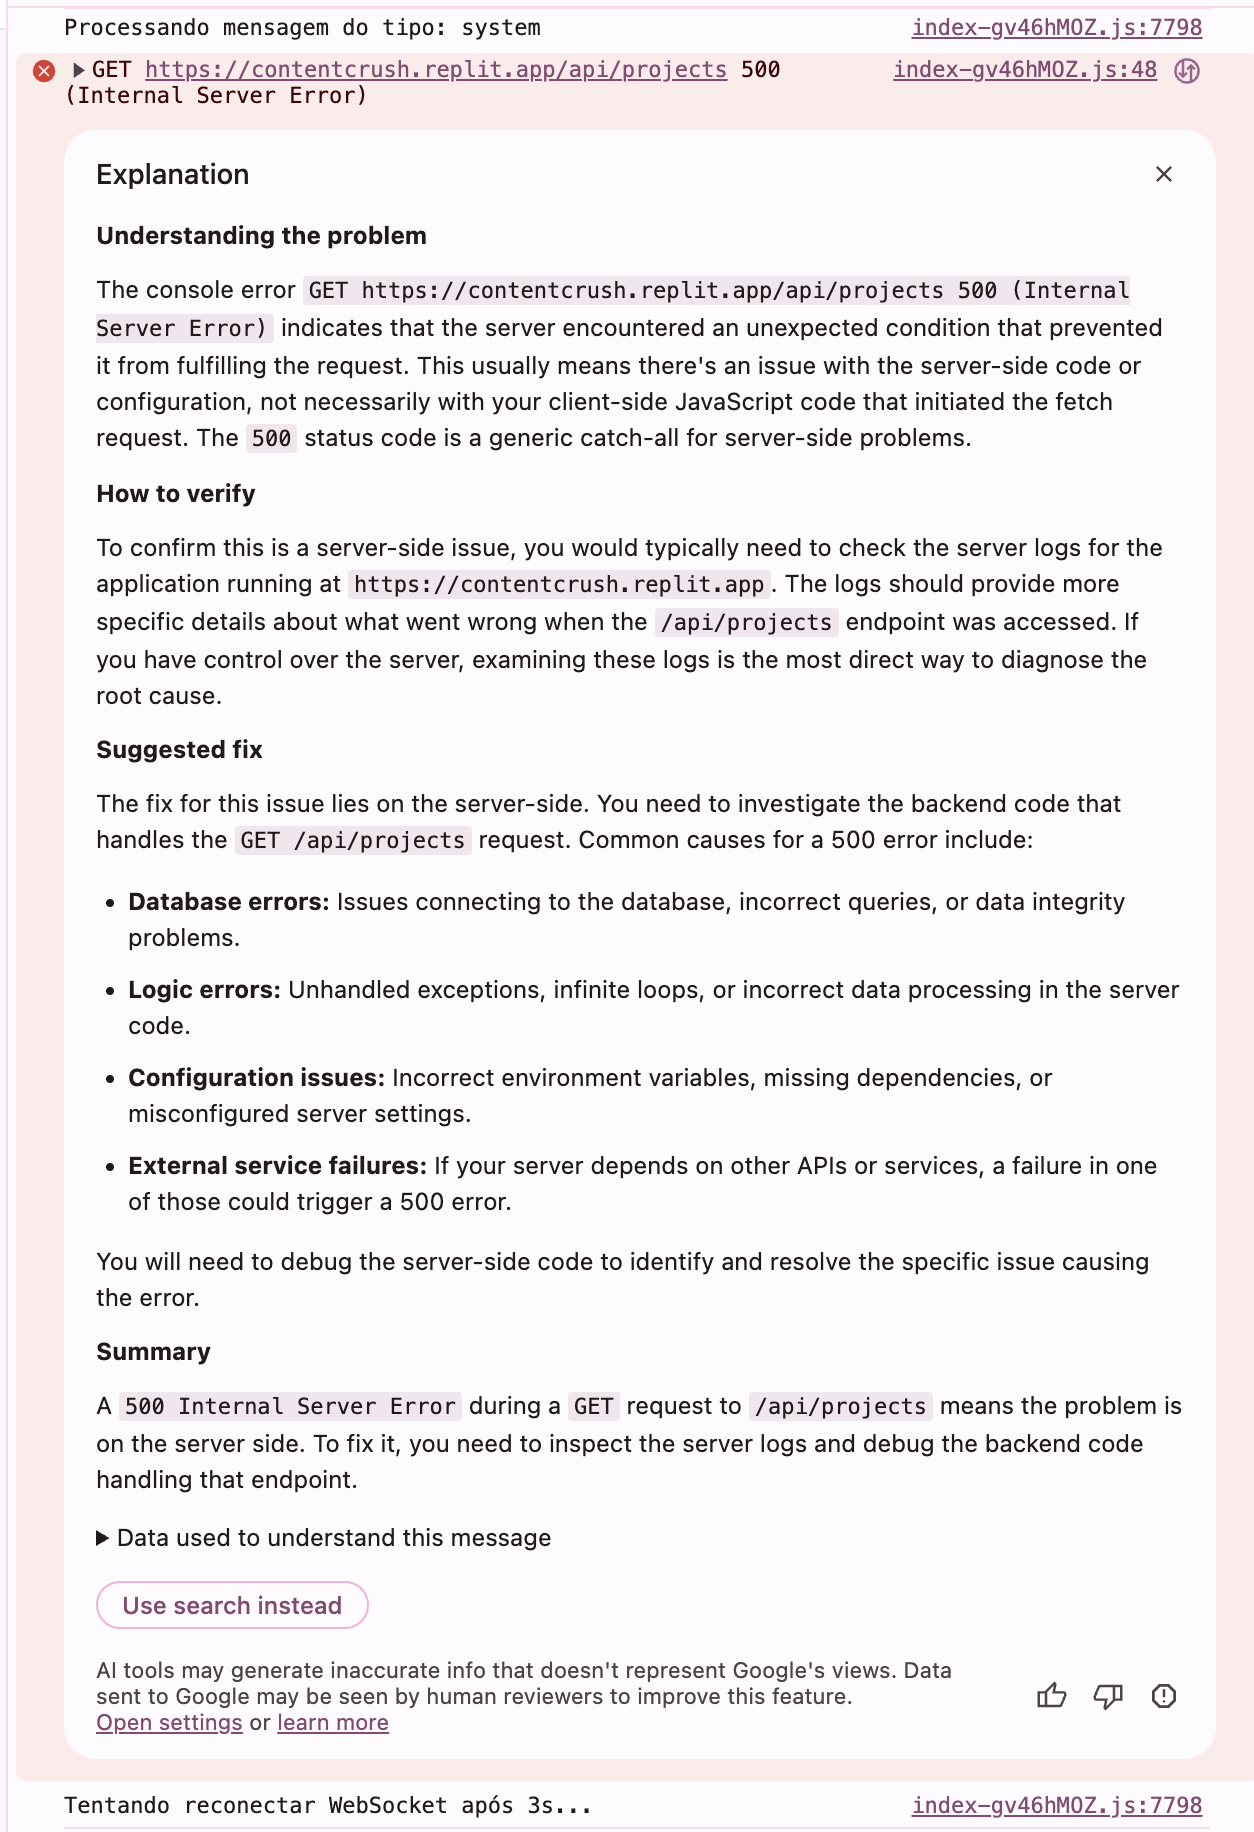 Processando mensagem do tipo: system index-gv46hMOZ.js:7798
GET https://contentcrush.replit.app/api/projects 500 index-gv46hMOZ.js:48
(Internal Server Error)
Explanation
Understanding the problem
The console error GET https://contentcrush.replit.app/api/projects 500 (Internal
Server Error) indicates that the server encountered an unexpected condition that prevented
it from fulfilling the request. This usually means there's an issue with the server-side code or
configuration, not necessarily with your client-side JavaScript code that initiated the fetch
request. The 500 status code is a generic catch-all for server-side problems.
How to verify
To confirm this is a server-side issue, you would typically need to check the server logs for the
application running at https://contentcrush.replit.app. The logs should provide more
specific details about what went wrong when the /api/projects endpoint was accessed. If
you have control over the server, examining these logs is the most direct way to diagnose the
root cause.
Suggested fix
The fix for this issue lies on the server-side. You need to investigate the backend code that
handles the GET /api/projects request. Common causes for a 500 error include:
• Database errors: Issues connecting to the database, incorrect queries, or data integrity
problems.
• Logic errors: Unhandled exceptions, infinite loops, or incorrect data processing in the server
code.
• Configuration issues: Incorrect environment variables, missing dependencies, or
misconfigured server settings.
• External service failures: If your server depends on other APIs or services, a failure in one
of those could trigger a 500 error.
You will need to debug the server-side code to identify and resolve the specific issue causing
the error.
Summary
A 500 Internal Server Error during a GET request to /api/projects means the problem is
on the server side. To fix it, you need to inspect the server logs and debug the backend code
handling that endpoint.
Data used to understand this message
Use search instead
AI tools may generate inaccurate info that doesn't represent Google's views. Data
sent to Google may be seen by human reviewers to improve this feature.
Open settings or learn more
Tentando reconectar WebSocket após 3s... index-gv46hMOZ.js:7798